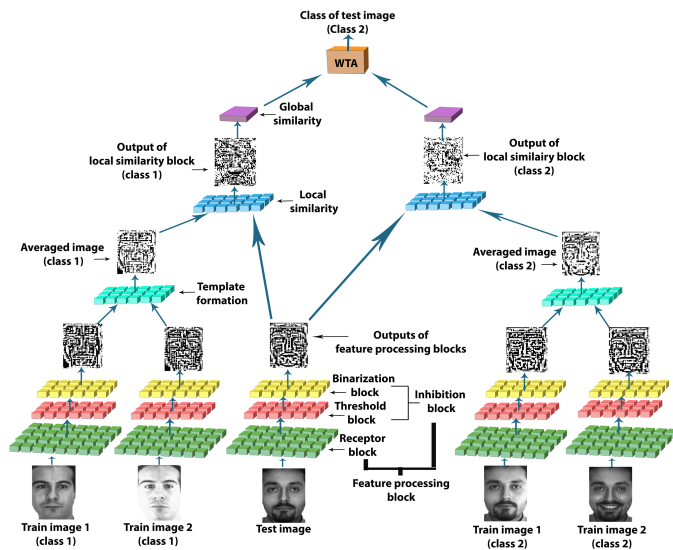 Class of test image
(Class 2)
WTA
Global
similarity
Output of
local similarity block
(class 1)
Output of
local similairy block
(class 2)
Local
similarity
Averaged image
(class 1)
Averaged image
(class 2)
Template
formation
Outputs of
feature processing blocks
Binarization
block
Threshold
block
Inhibition
block
Receptor
block
Feature processing
block
Train image 1
(class 1)
Train image 2
(class 1)
Test image
Train image 1
(class 2)
Train image 2
(class 2)